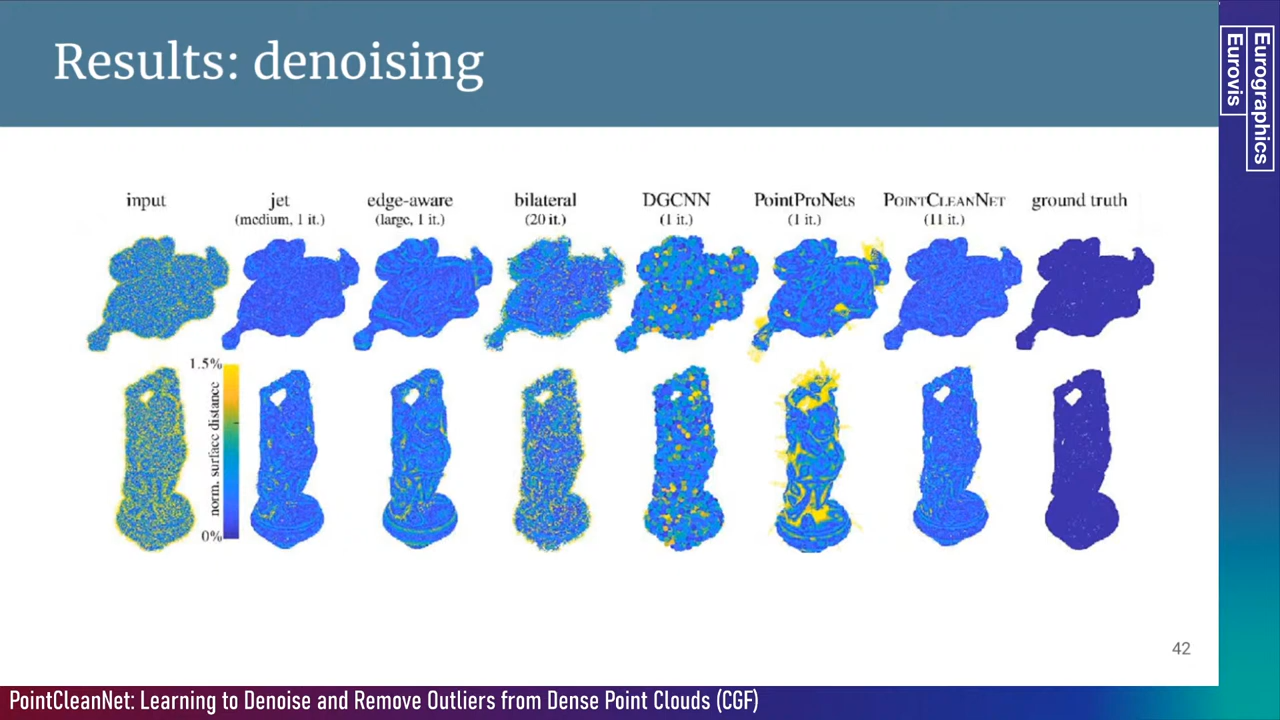 Results: denoising
Eurographics
Eurovis
input
jet
(medium, 1 it.)
edge-aware
(large, 1 it.)
bilateral
(20 it.)
DGCNN
(1 it.)
PointProNets
(1 it.)
POINTCLEANNET
(11 it.)
ground truth
1.5%
norm. surface distance
0%
42
PointCleanNet: Learning to Denoise and Remove Outliers from Dense Point Clouds (CGF)